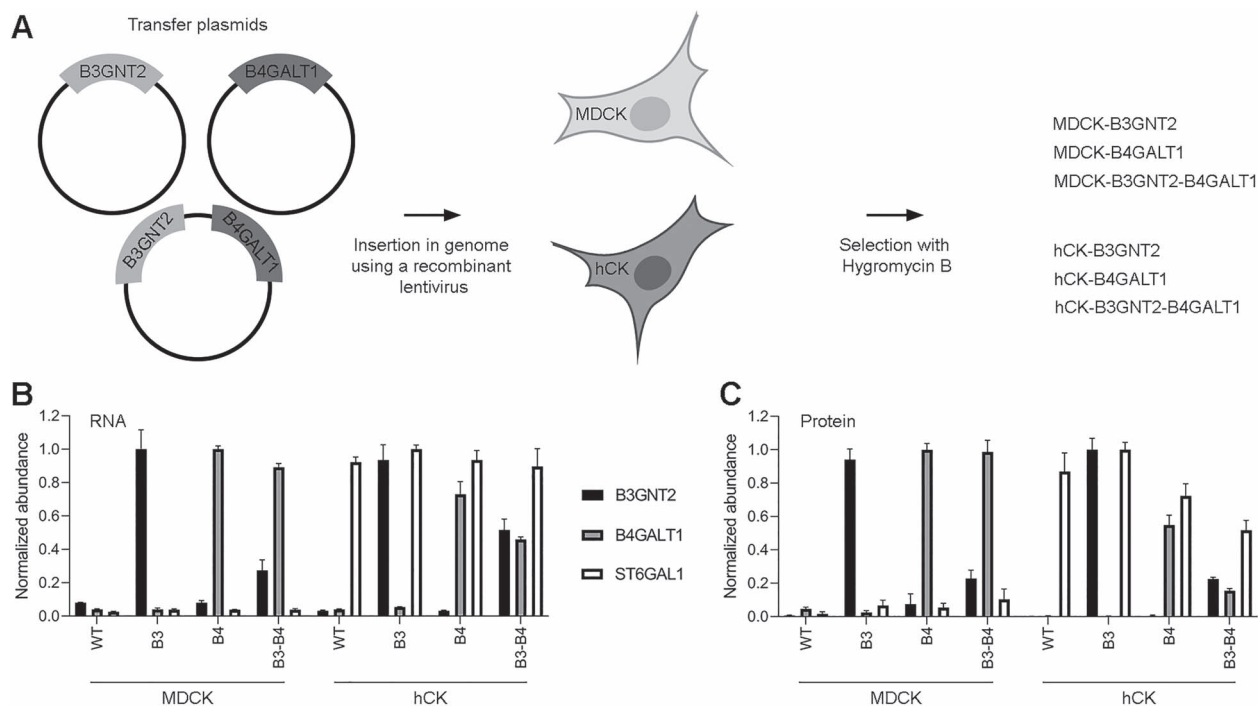 A
Transfer plasmids
B3GNT2
B4GALT1
B3GNT2
B4GALT1
Insertion in genome
using a recombinant
lentivirus
MDCK
hCK
Selection with
Hygromycin B
MDCK-B3GNT2
MDCK-B4GALT1
MDCK-B3GNT2-B4GALT1
hCK-B3GNT2
hCK-B4GALT1
hCK-B3GNT2-B4GALT1
B
RNA
Normalized abundance
1.2
1.0
0.8
0.6
0.4
0.2
0.0
WT
B3
B4
B3-B4
WT
B3
B4
B3-B4
MDCK
hCK
B3GNT2
B4GALT1
ST6GAL1
C
Protein
Normalized abundance
1.2
1.0
0.8
0.6
0.4
0.2
0.0
WT
B3
B4
B3-B4
WT
B3
B4
B3-B4
MDCK
hCK